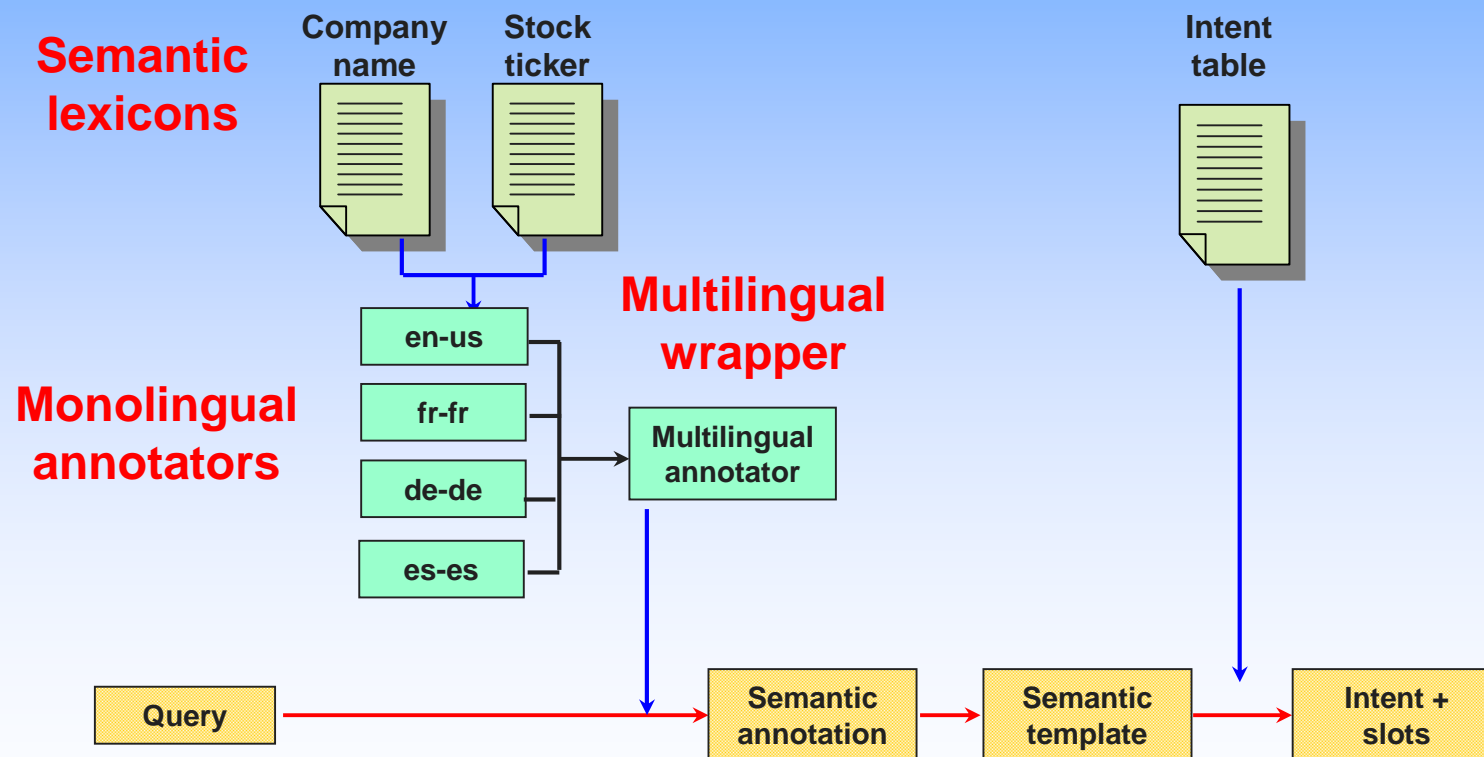 Semantic
lexicons
Company
name
Stock
ticker
Intent
table
Multilingual
wrapper
Monolingual
annotators
en-us
fr-fr
de-de
es-es
Multilingual
annotator
Query
Semantic
annotation
Semantic
template
Intent +
slots